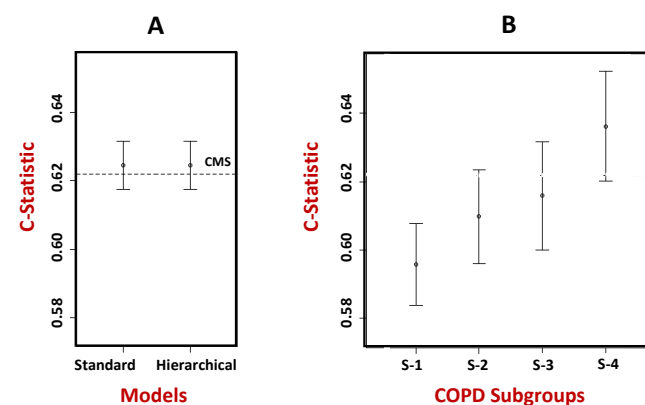 A
C-Statistic
0.64
0.62
0.60
0.58
CMS
Standard
Hierarchical
Models
B
C-Statistic
0.64
0.62
0.60
0.58
S-1
S-2
S-3
S-4
COPD Subgroups